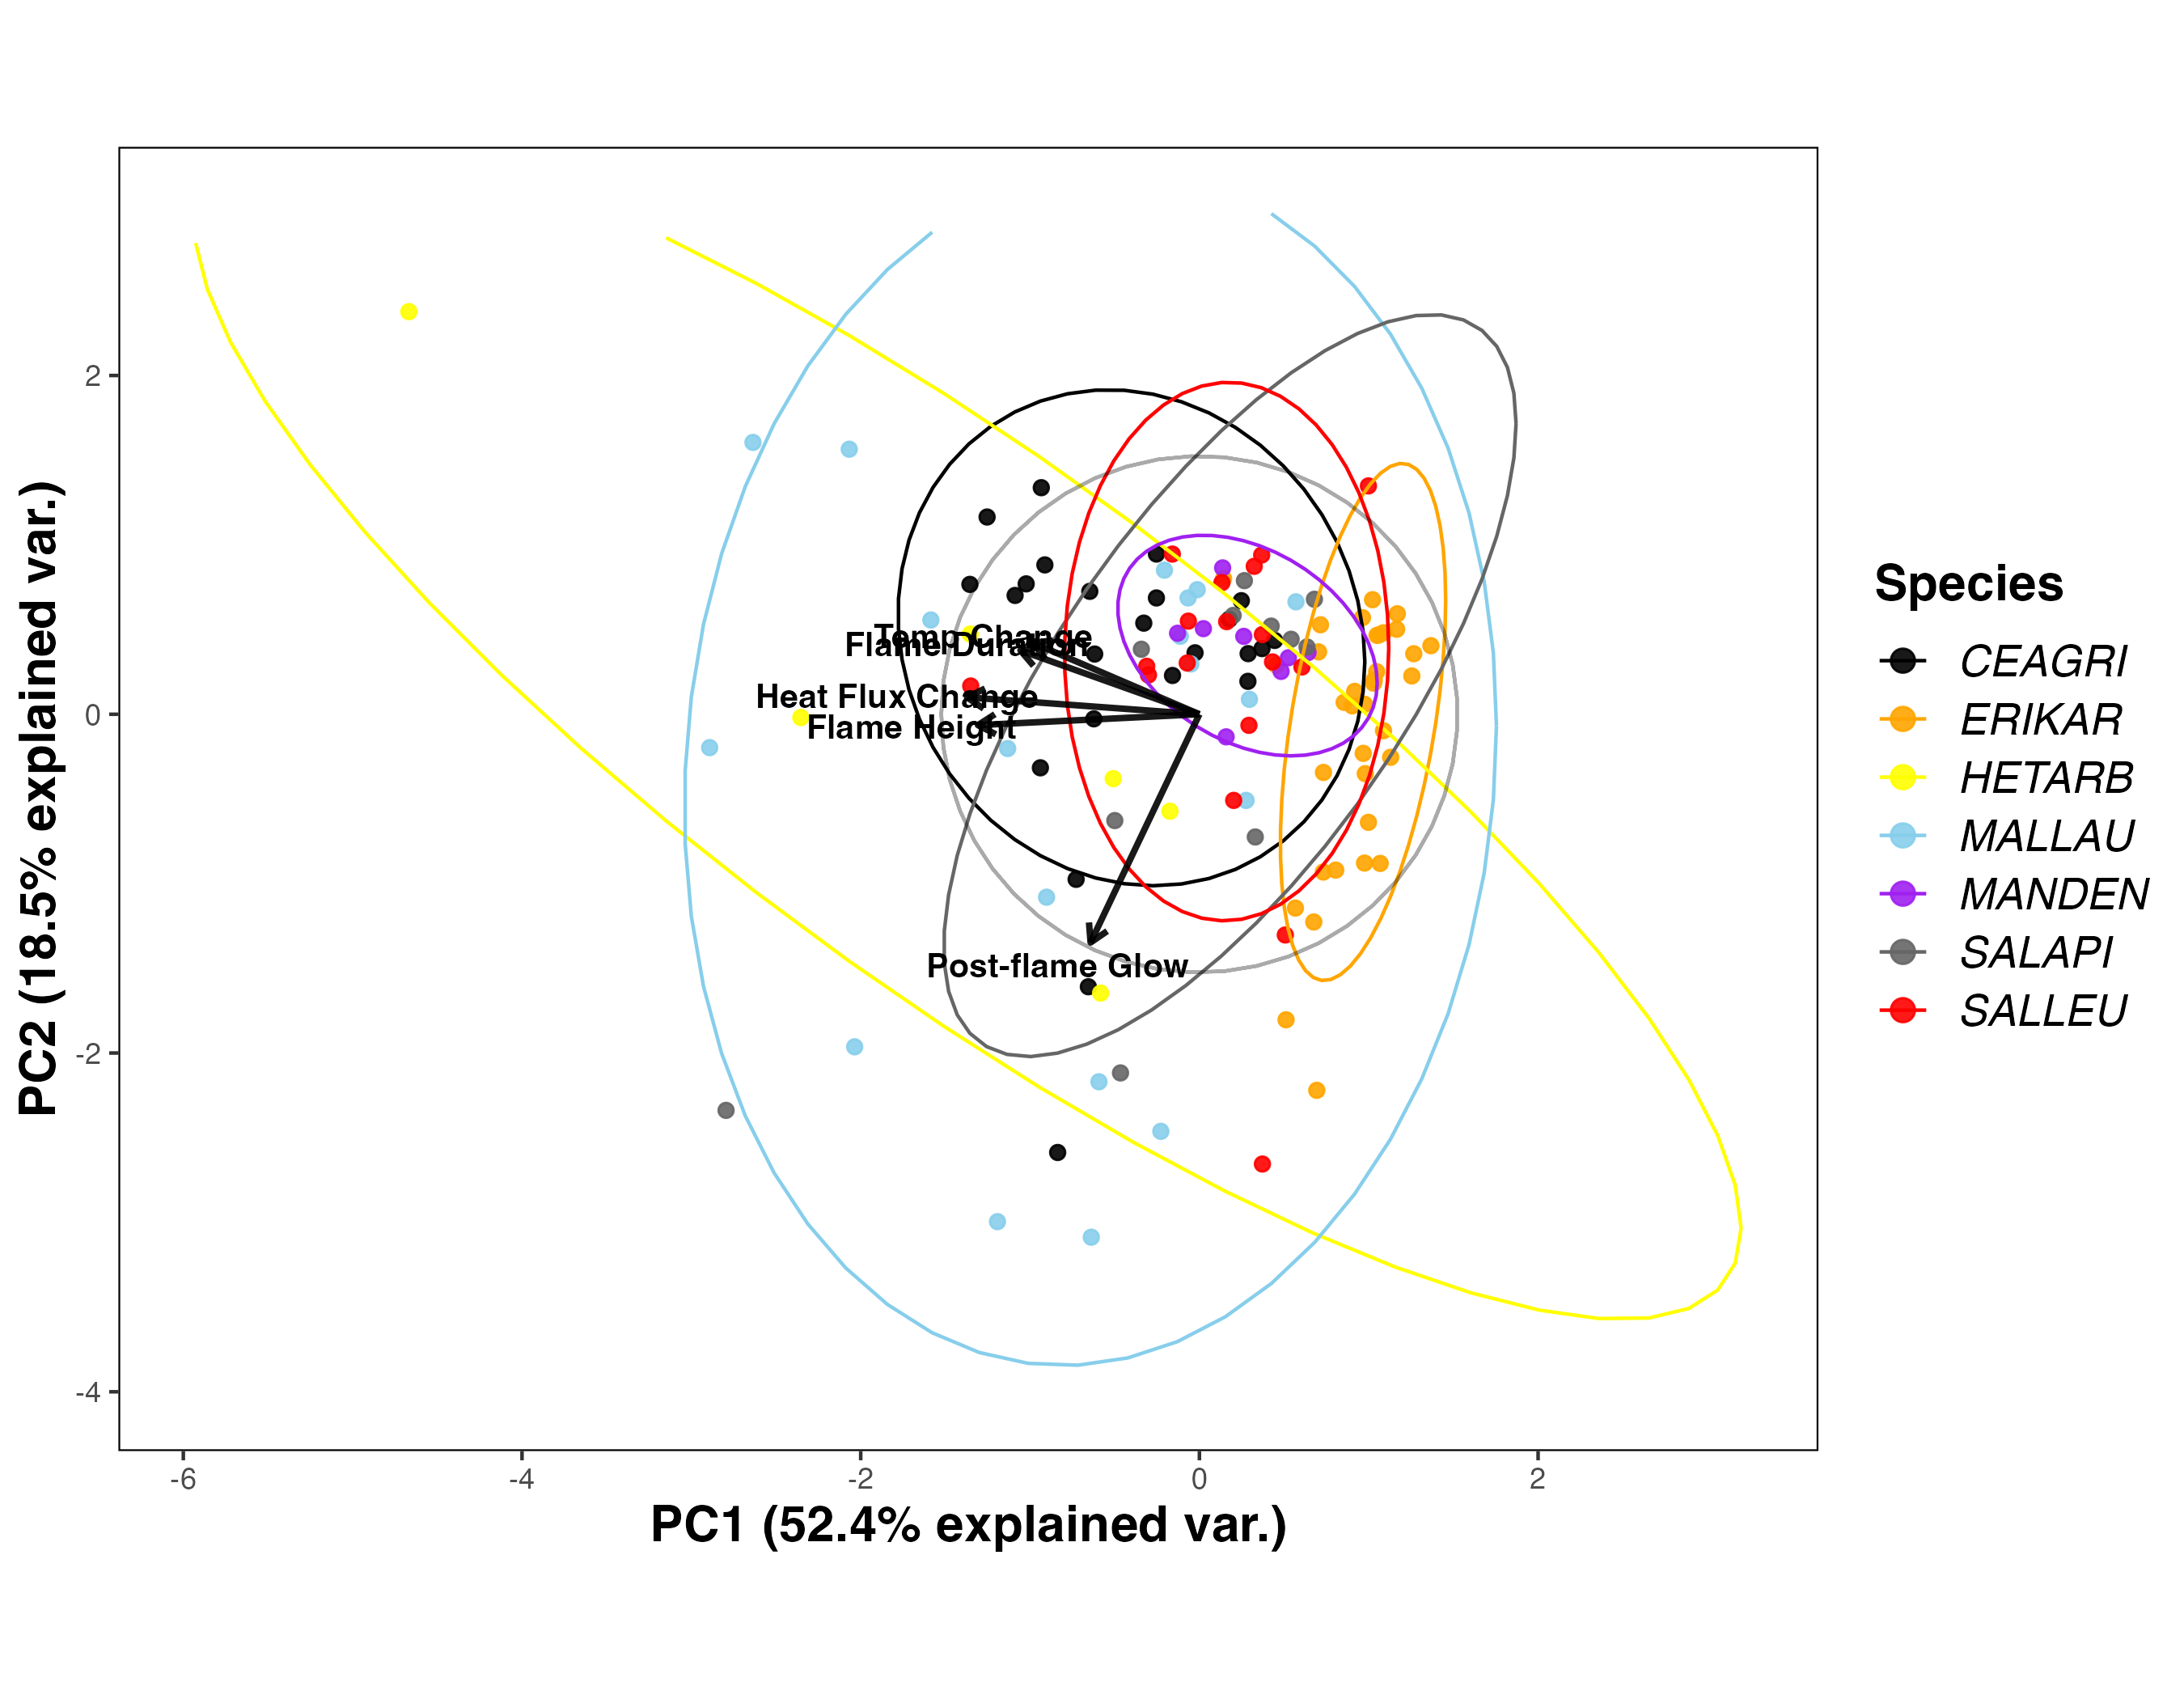 PC2 (18.5% explained var.)
2
0
-2
-4
Temp Change
Flame Duration
Heat Flux Change
Flame Height
Post-flame Glow
-6
-4
-2
0
2
PC1 (52.4% explained var.)
Species
CEAGRI
ERIKAR
HETARB
MALLAU
MANDEN
SALAPI
SALLEU